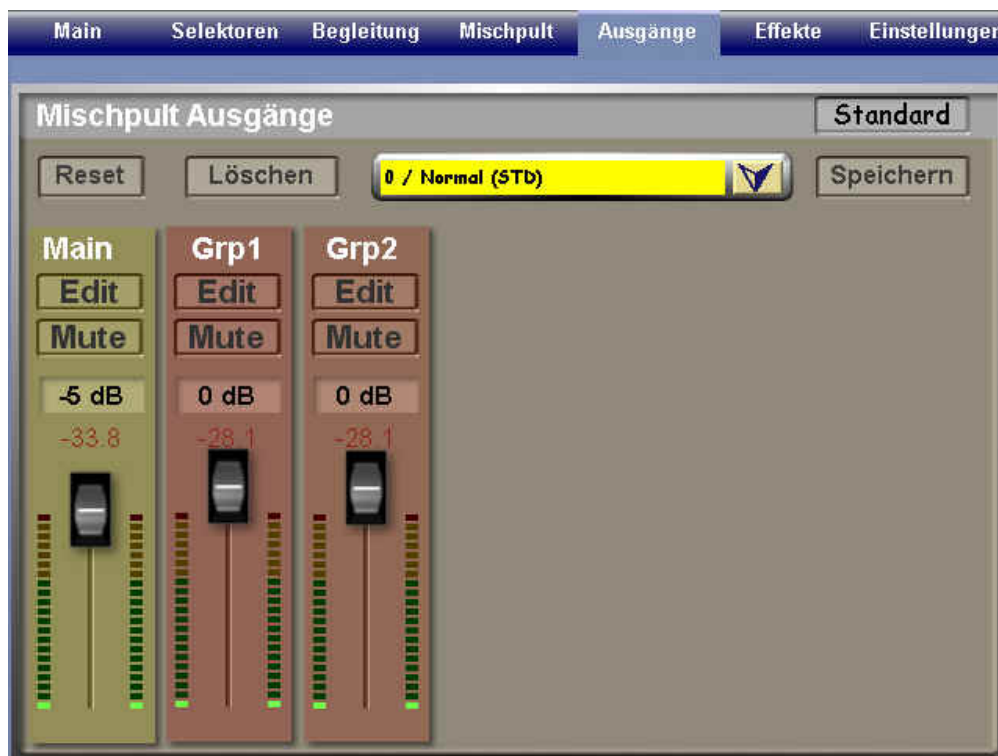 Main Selektoren Begleitung Mischpult Ausgänge Effekte Einstellungen
Mischpult Ausgänge Standard
Reset Löschen 0 / Normal (STD) Speichern
Main Grp1 Grp2
Edit Edit Edit
Mute Mute Mute
-5 dB 0 dB 0 dB
-33.8 -28.1 -28.1